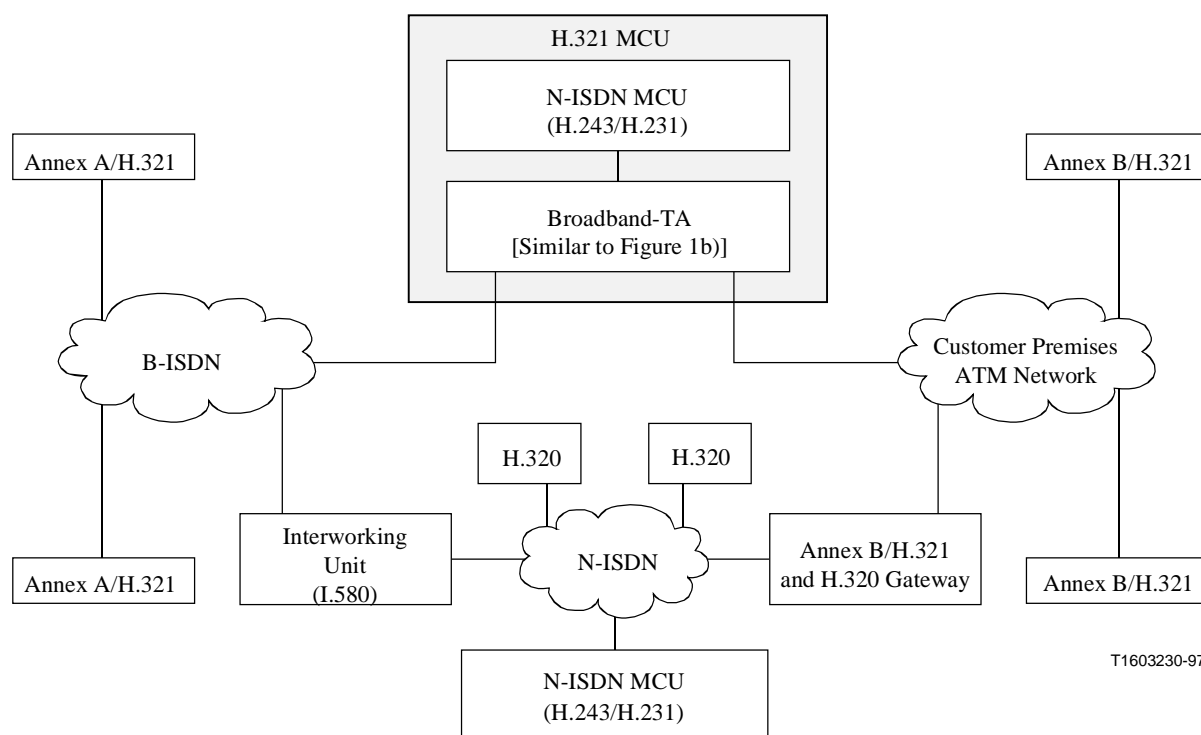 H.321 MCU
N-ISDN MCU
(H.243/H.231)
Annex A/H.321
Annex B/H.321
Broadband-TA
[Similar to Figure 1b)]
B-ISDN
Customer Premises
ATM Network
H.320
H.320
Interworking
Unit
(I.580)
N-ISDN
Annex B/H.321
and H.320 Gateway
Annex A/H.321
Annex B/H.321
T1603230-97
N-ISDN MCU
(H.243/H.231)